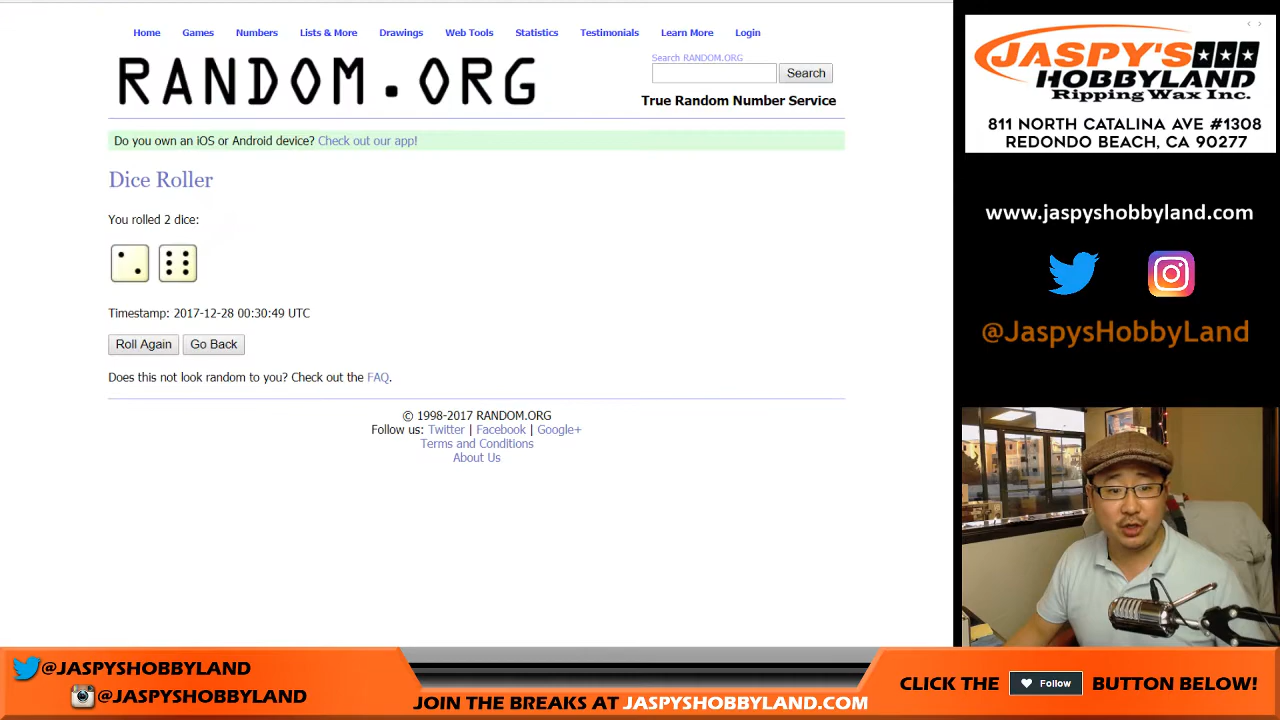 Home Games Numbers Lists & More Drawings Web Tools Statistics Testimonials Learn More Login
RANDOM.ORG
Search RANDOM.ORG
Search
True Random Number Service
Do you own an iOS or Android device? Check out our app!
Dice Roller
You rolled 2 dice:
Timestamp: 2017-12-28 00:30:49 UTC
Roll Again Go Back
Does this not look random to you? Check out the FAQ.
© 1998-2017 RANDOM.ORG
Follow us: Twitter | Facebook | Google+
Terms and Conditions
About Us
JASPY'S
HOBBYLAND
Ripping Wax Inc.
811 NORTH CATALINA AVE #1308
REDONDO BEACH, CA 90277
www.jaspyshobbyland.com
@JaspysHobbyLand
@JASPYSHOBBYLAND
@JASPYSHOBBYLAND
JOIN THE BREAKS AT JASPYSHOBBYLAND.COM
CLICK THE Follow BUTTON BELOW!